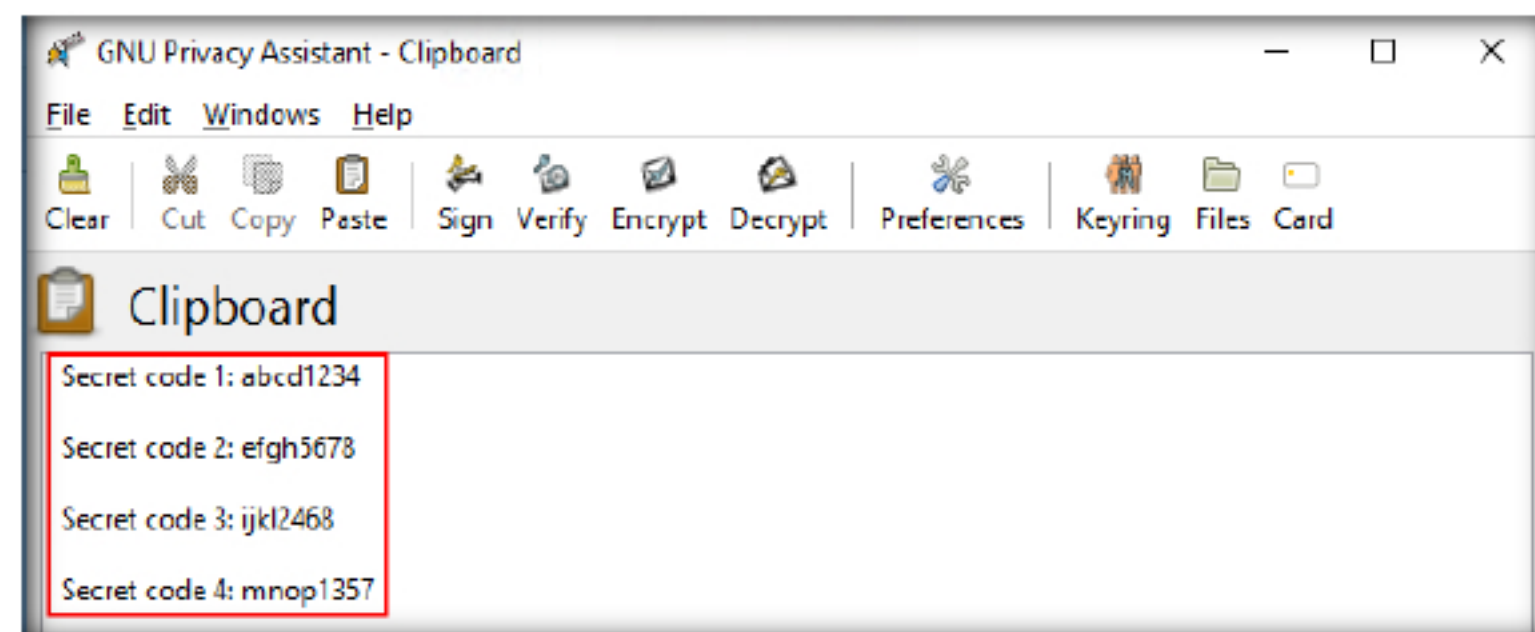 GNU Privacy Assistant - Clipboard
File Edit Windows Help
Clear Cut Copy Paste Sign Verify Encrypt Decrypt Preferences Keyring Files Card
Clipboard
Secret code 1: abcd1234
Secret code 2: efgh5678
Secret code 3: ijkl2468
Secret code 4: mnop1357